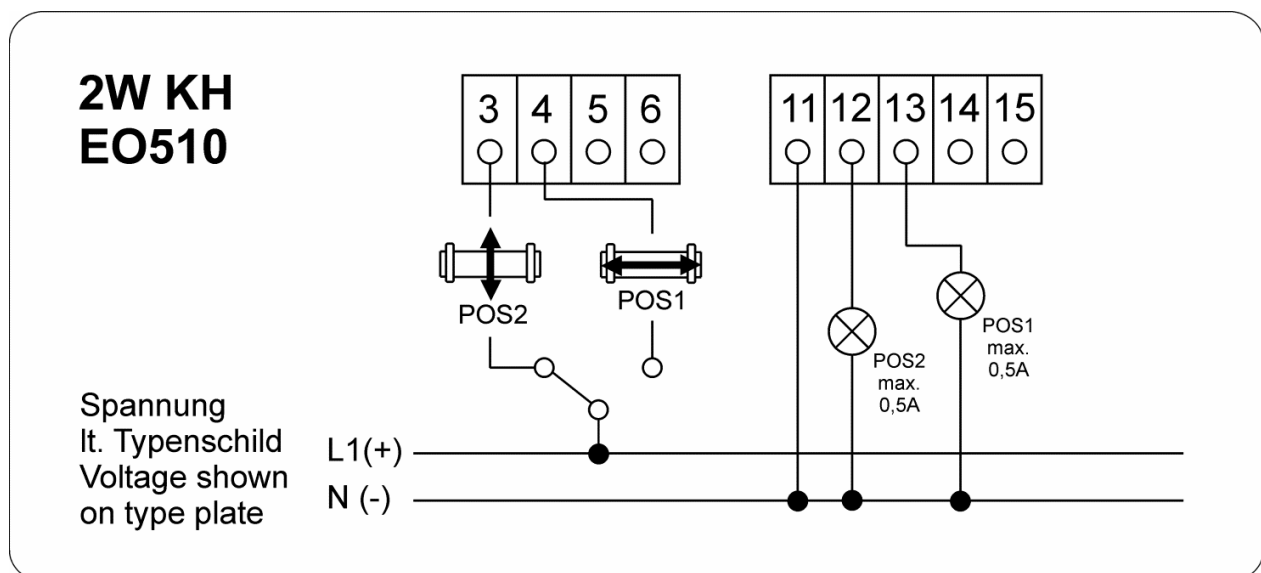 2W KH
EO510
3 4 5 6
11 12 13 14 15
POS2
POS1
POS2
max.
0,5A
POS1
max.
0,5A
Spannung
lt. Typenschild
Voltage shown
on type plate
L1(+)
N (-)